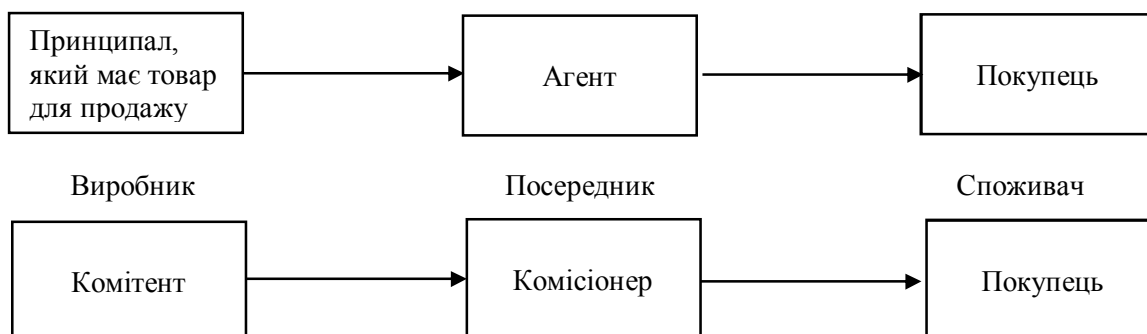 Принципал,
який має товар
для продажу
Агент
Покупець
Виробник
Посередник
Споживач
Комітент
Комісіонер
Покупець